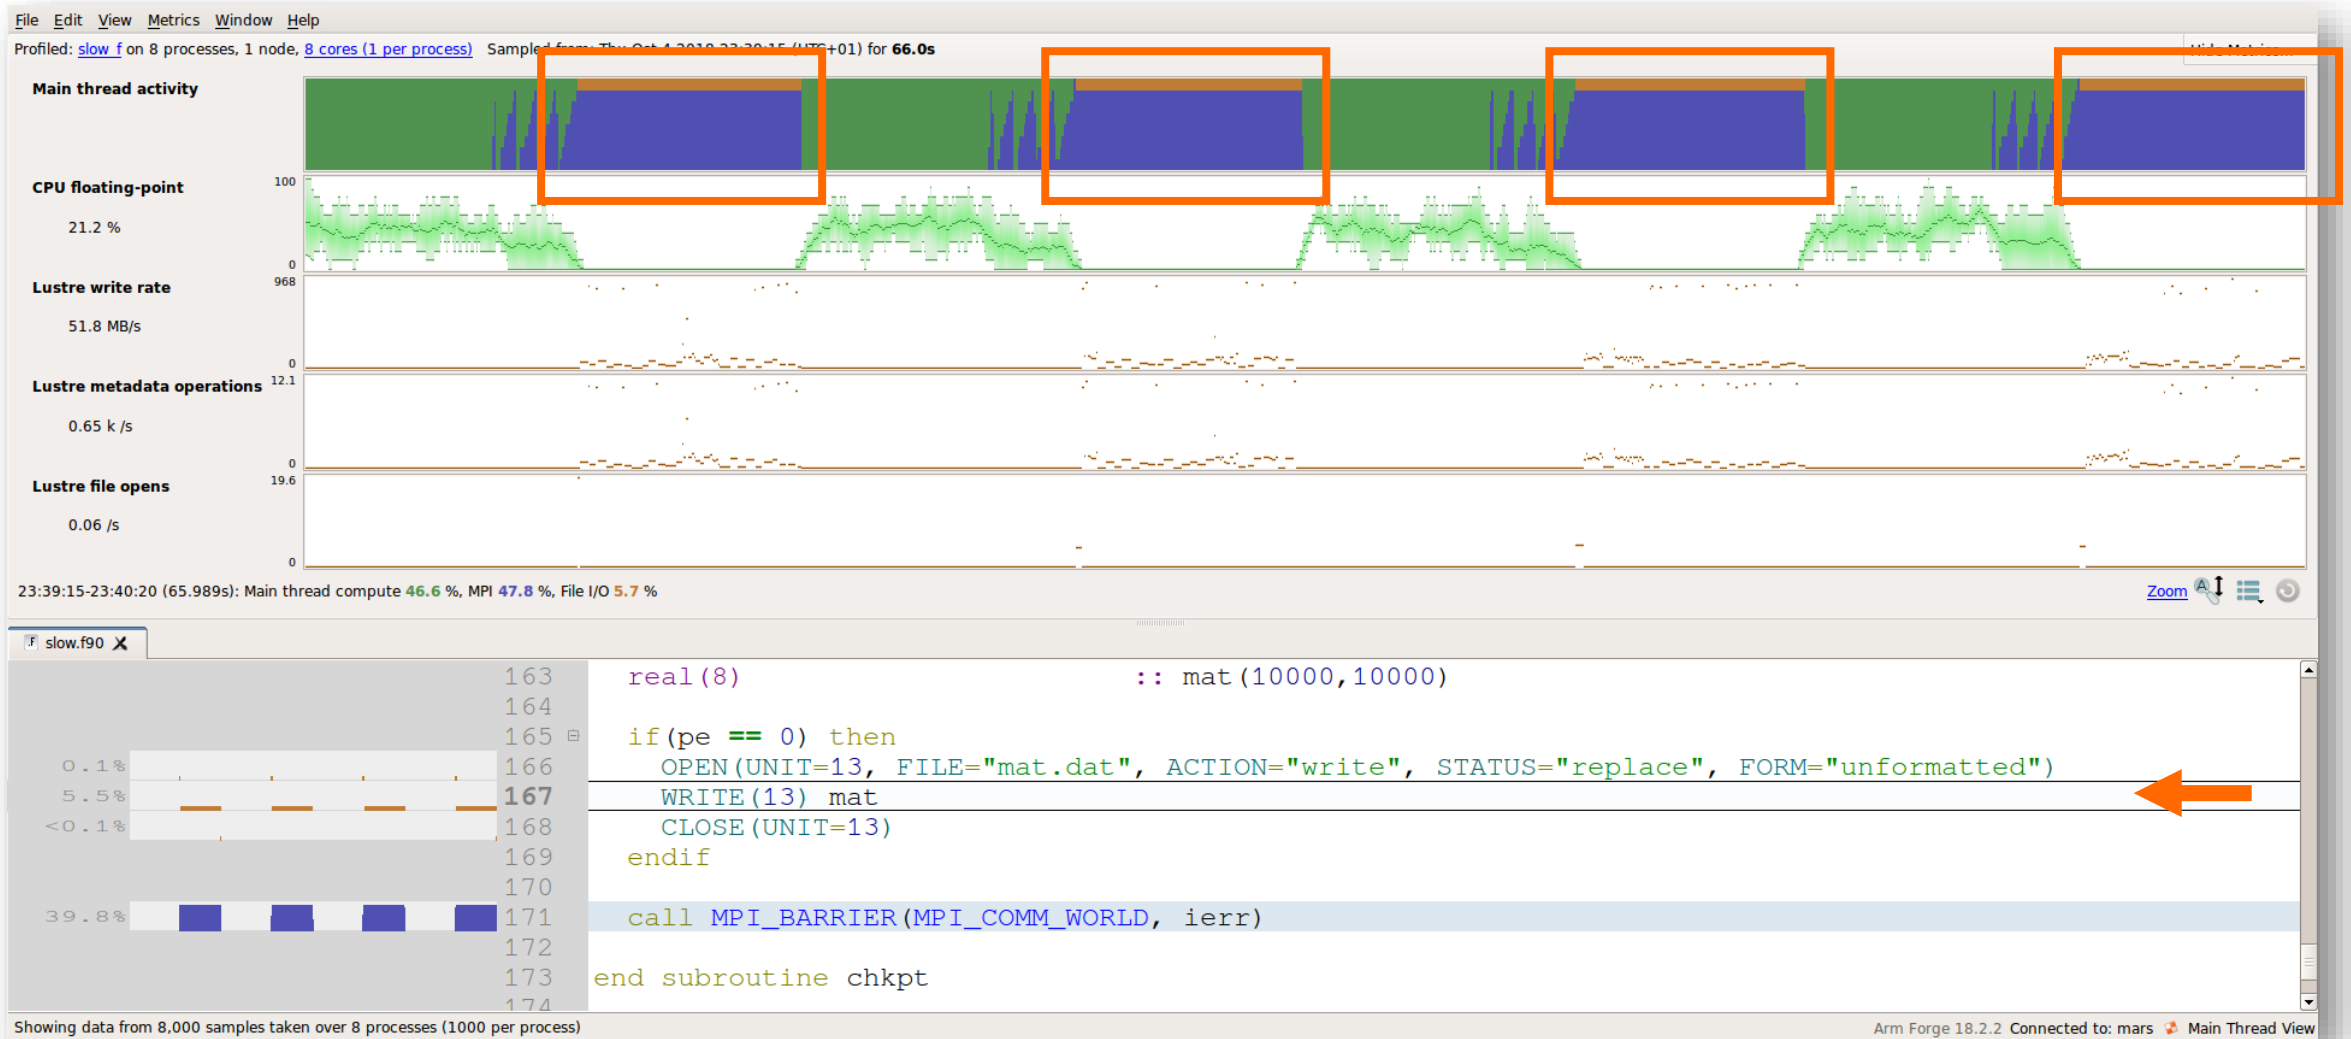 File Edit View Metrics Window Help
Profiled: slow_f on 8 processes, 1 node, 8 cores (1 per process) Sampled from: Thu Oct 4 2018 23:39:15 (UTC+01) for 66.0s
Hide Metrics...
Main thread activity
CPU floating-point
21.2 %
100
0
Lustre write rate
51.8 MB/s
968
0
Lustre metadata operations
0.65 k /s
12.1
0
Lustre file opens
0.06 /s
19.6
0
23:39:15-23:40:20 (65.989s): Main thread compute 46.6 %, MPI 47.8 %, File I/O 5.7 %
Zoom
slow.f90
163 real(8) :: mat(10000,10000)
164
165 if(pe == 0) then
0.1% 166 OPEN(UNIT=13, FILE="mat.dat", ACTION="write", STATUS="replace", FORM="unformatted")
5.5% 167 WRITE(13) mat
<0.1% 168 CLOSE(UNIT=13)
169 endif
170
39.8% 171 call MPI_BARRIER(MPI_COMM_WORLD, ierr)
172
173 end subroutine chkpt
174
Showing data from 8,000 samples taken over 8 processes (1000 per process)
Arm Forge 18.2.2 Connected to: mars Main Thread View